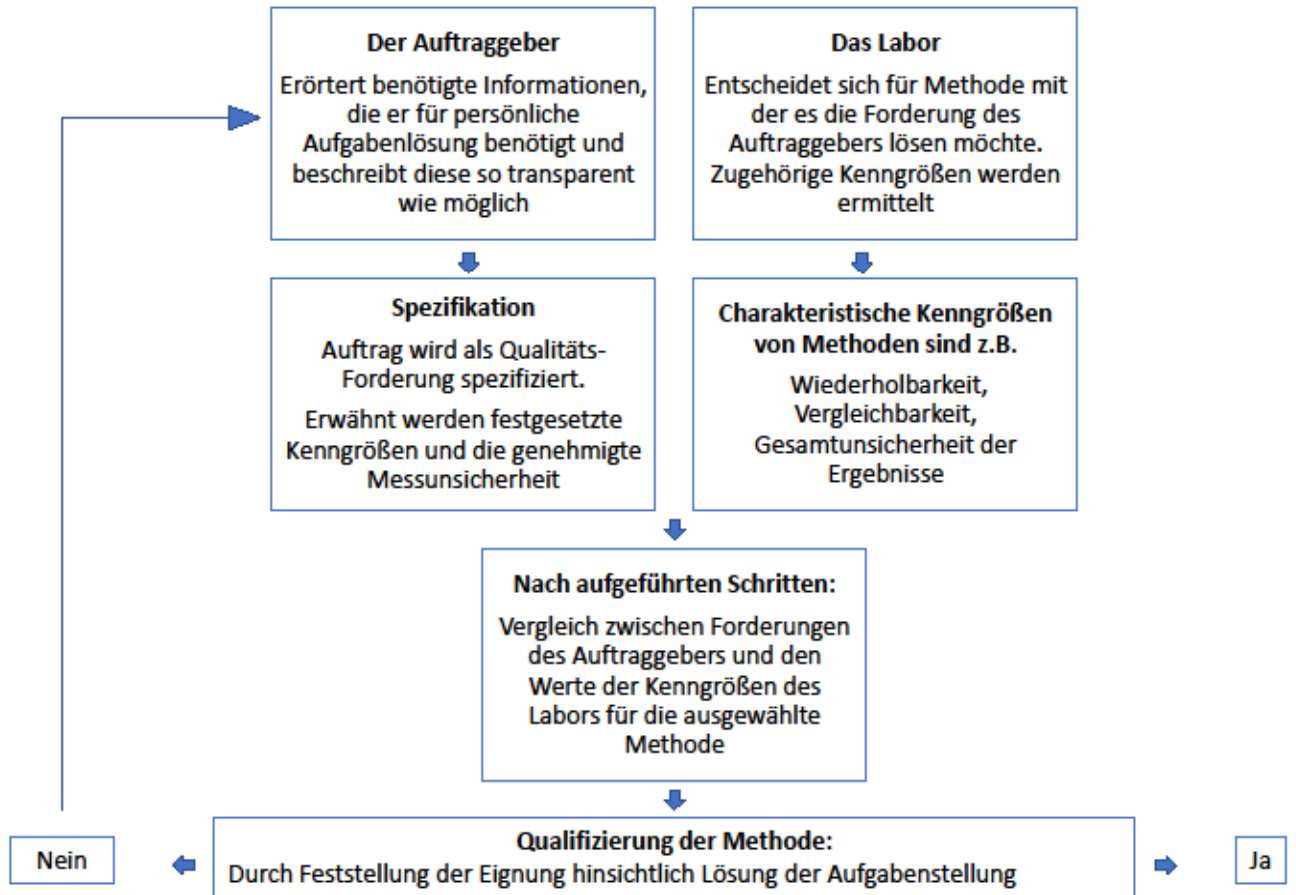 Der Auftraggeber
Erörtert benötigte Informationen,
die er für persönliche
Aufgabenlösung benötigt und
beschreibt diese so transparent
wie möglich
Das Labor
Entscheidet sich für Methode mit
der es die Forderung des
Auftraggebers lösen möchte.
Zugehörige Kenngrößen werden
ermittelt
Spezifikation
Auftrag wird als Qualitäts-
Forderung spezifiziert.
Erwähnt werden festgesetzte
Kenngrößen und die genehmigte
Messunsicherheit
Charakteristische Kenngrößen
von Methoden sind z.B.
Wiederholbarkeit,
Vergleichbarkeit,
Gesamtunsicherheit der
Ergebnisse
Nach aufgeführten Schritten:
Vergleich zwischen Forderungen
des Auftraggebers und den
Werte der Kenngrößen des
Labors für die ausgewählte
Methode
Nein
Qualifizierung der Methode:
Durch Feststellung der Eignung hinsichtlich Lösung der Aufgabenstellung
Ja